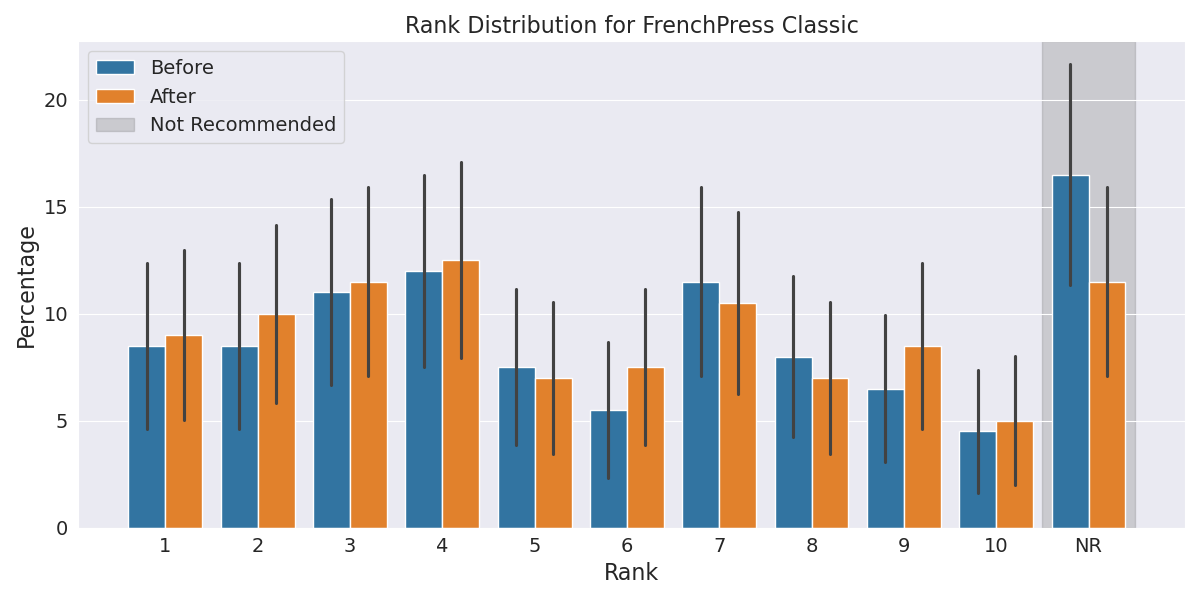 Rank Distribution for FrenchPress Classic
Before
After
Not Recommended
Percentage
20
15
10
5
0
1 2 3 4 5 6 7 8 9 10 NR
Rank